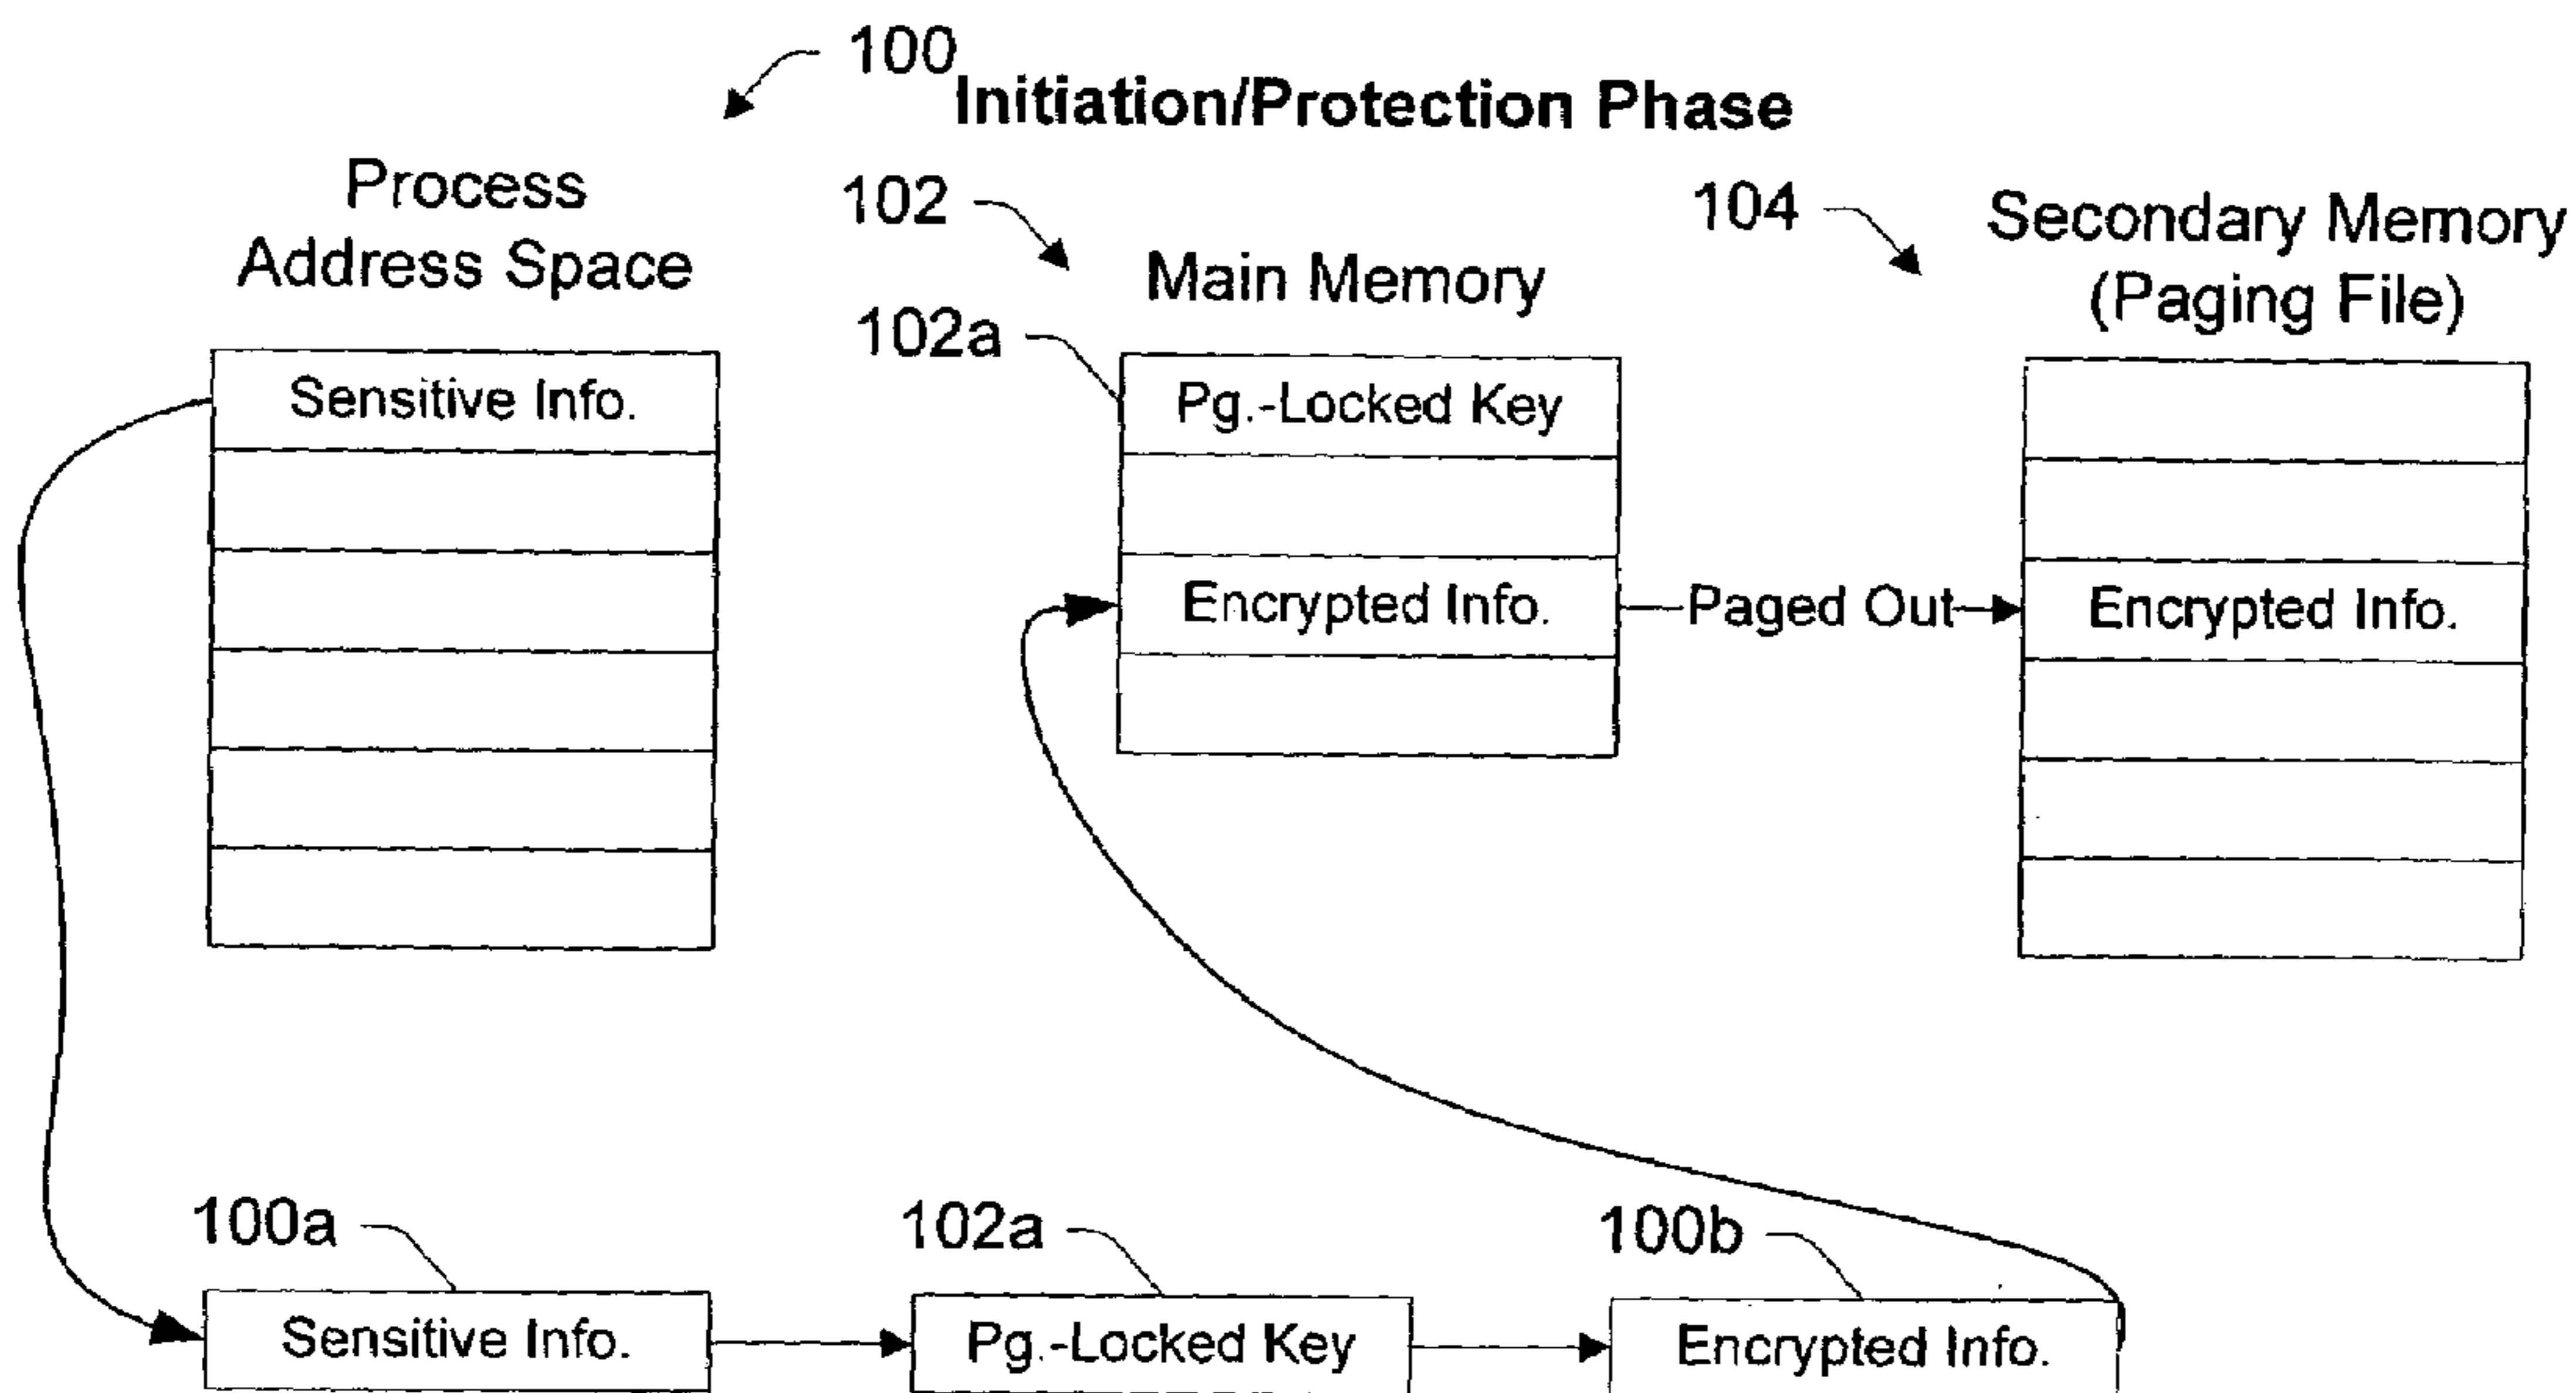 100
Initiation/Protection Phase
Process
Address Space
102
Main Memory
104
Secondary Memory
(Paging File)
102a
Sensitive Info.
Pg.-Locked Key
Encrypted Info.
Paged Out
Encrypted Info.
100a
102a
100b
Sensitive Info.
Pg.-Locked Key
Encrypted Info.